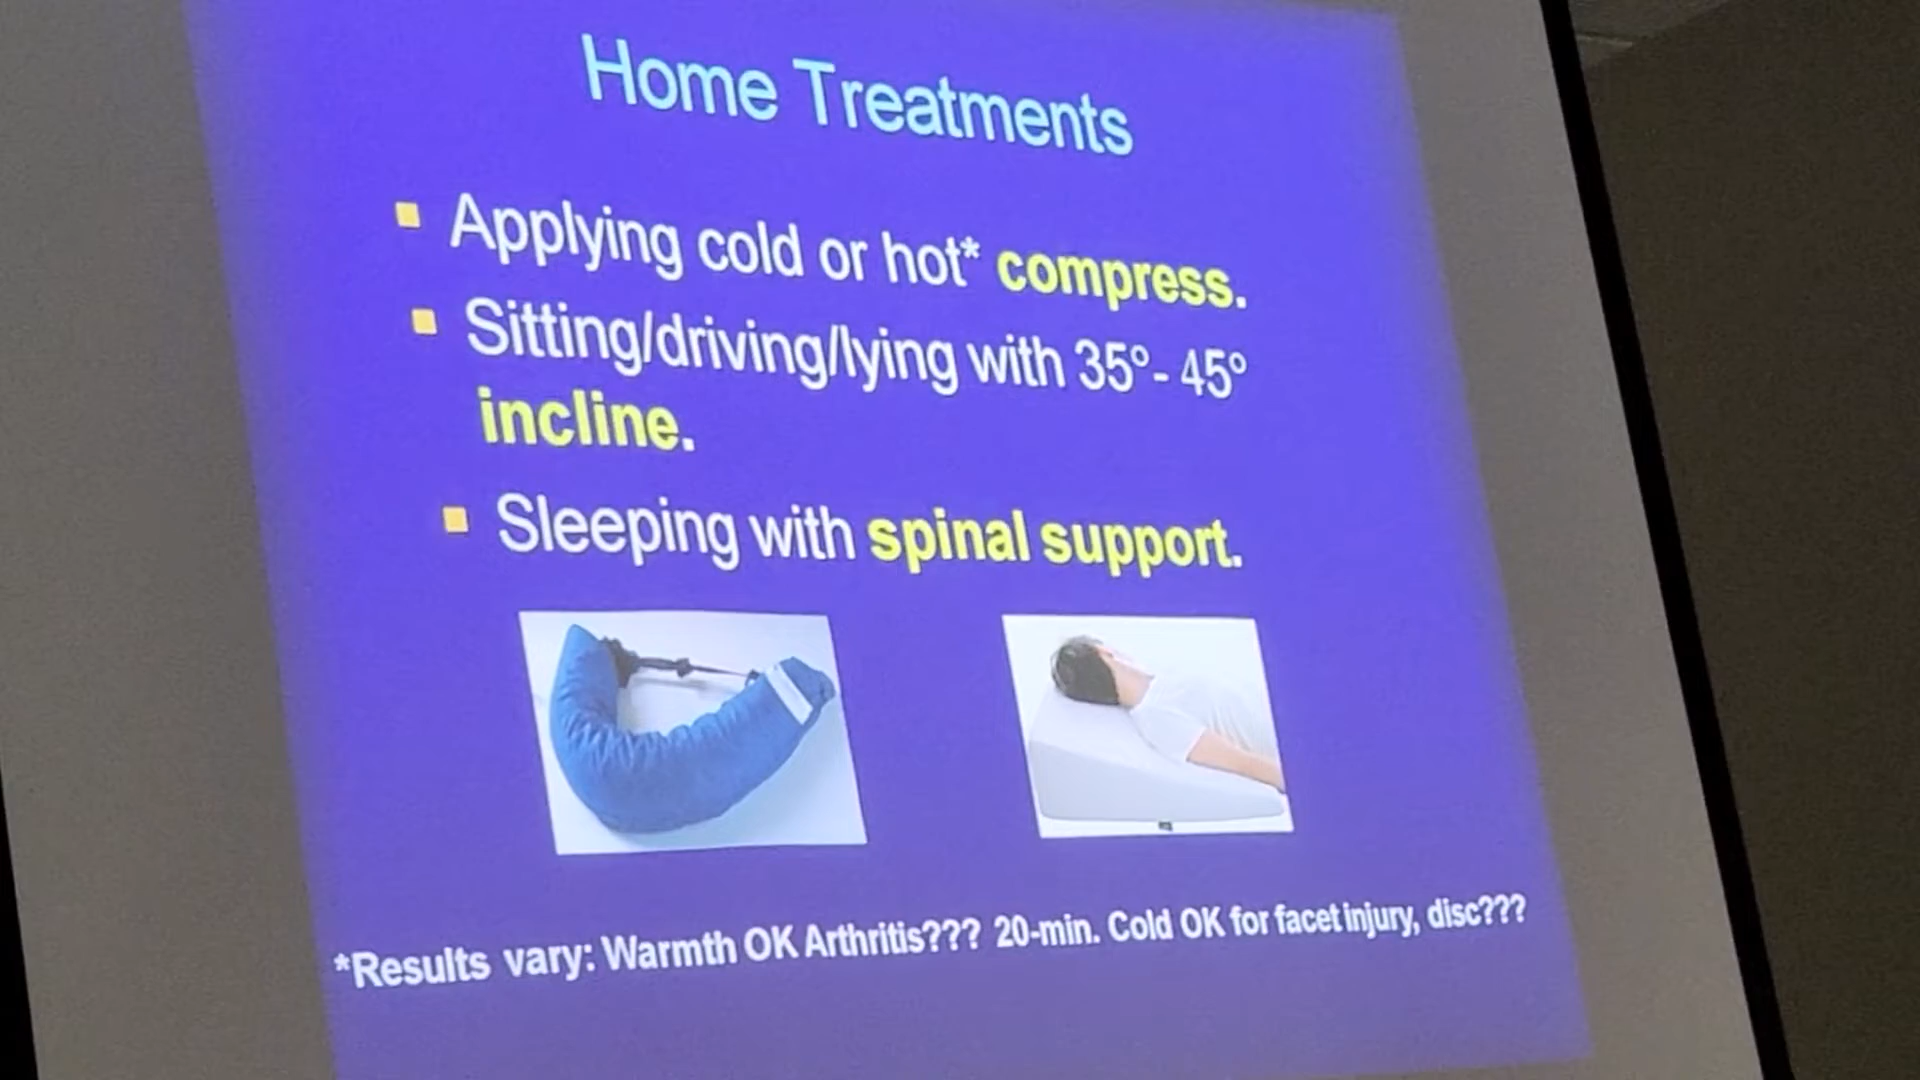 Home Treatments
Applying cold or hot* compress.
Sitting/driving/lying with 35°- 45°
incline.
Sleeping with spinal support.
*Results vary: Warmth OK Arthritis??? 20-min. Cold OK for facet injury, disc???